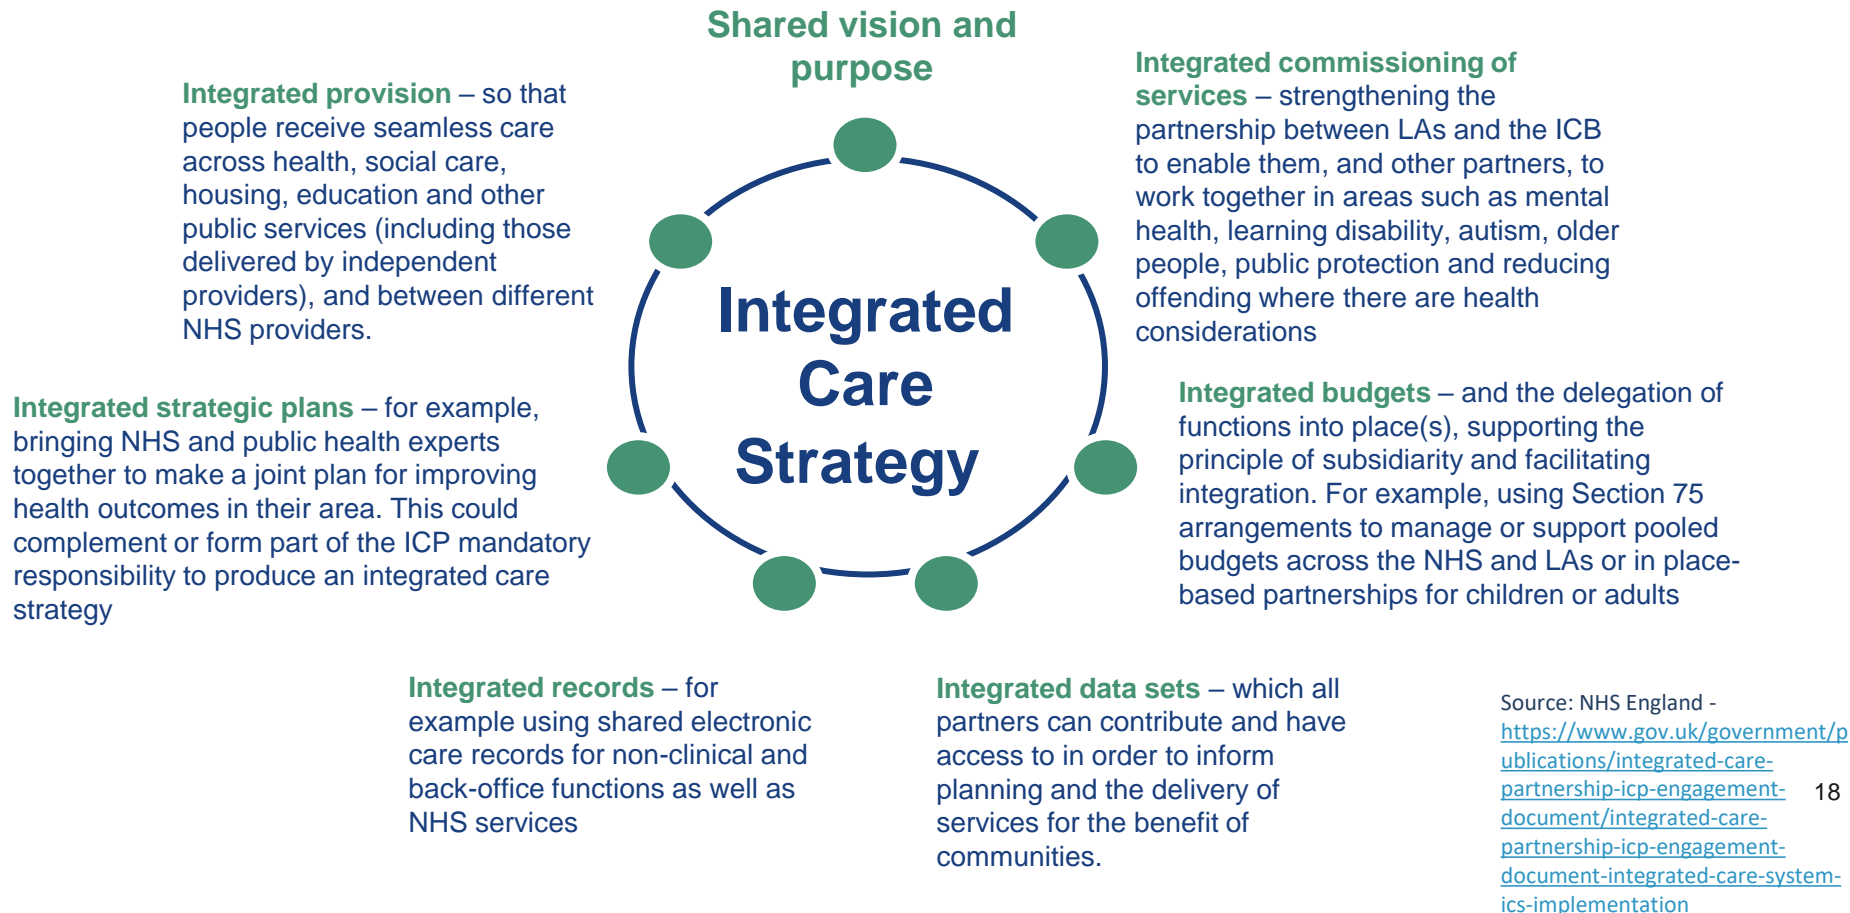 Shared vision and
purpose
Integrated provision – so that
people receive seamless care
across health, social care,
housing, education and other
public services (including those
delivered by independent
providers), and between different
NHS providers.
Integrated commissioning of
services – strengthening the
partnership between LAs and the ICB
to enable them, and other partners, to
work together in areas such as mental
health, learning disability, autism, older
people, public protection and reducing
offending where there are health
considerations
Integrated
Care
Strategy
Integrated strategic plans – for example,
bringing NHS and public health experts
together to make a joint plan for improving
health outcomes in their area. This could
complement or form part of the ICP mandatory
responsibility to produce an integrated care
strategy
Integrated budgets – and the delegation of
functions into place(s), supporting the
principle of subsidiarity and facilitating
integration. For example, using Section 75
arrangements to manage or support pooled
budgets across the NHS and LAs or in place-
based partnerships for children or adults
Integrated records – for
example using shared electronic
care records for non-clinical and
back-office functions as well as
NHS services
Integrated data sets – which all
partners can contribute and have
access to in order to inform
planning and the delivery of
services for the benefit of
communities.
Source: NHS England -
https://www.gov.uk/government/p
ublications/integrated-care-
partnership-icp-engagement-
document/integrated-care-
partnership-icp-engagement-
document-integrated-care-system-
ics-implementation
18